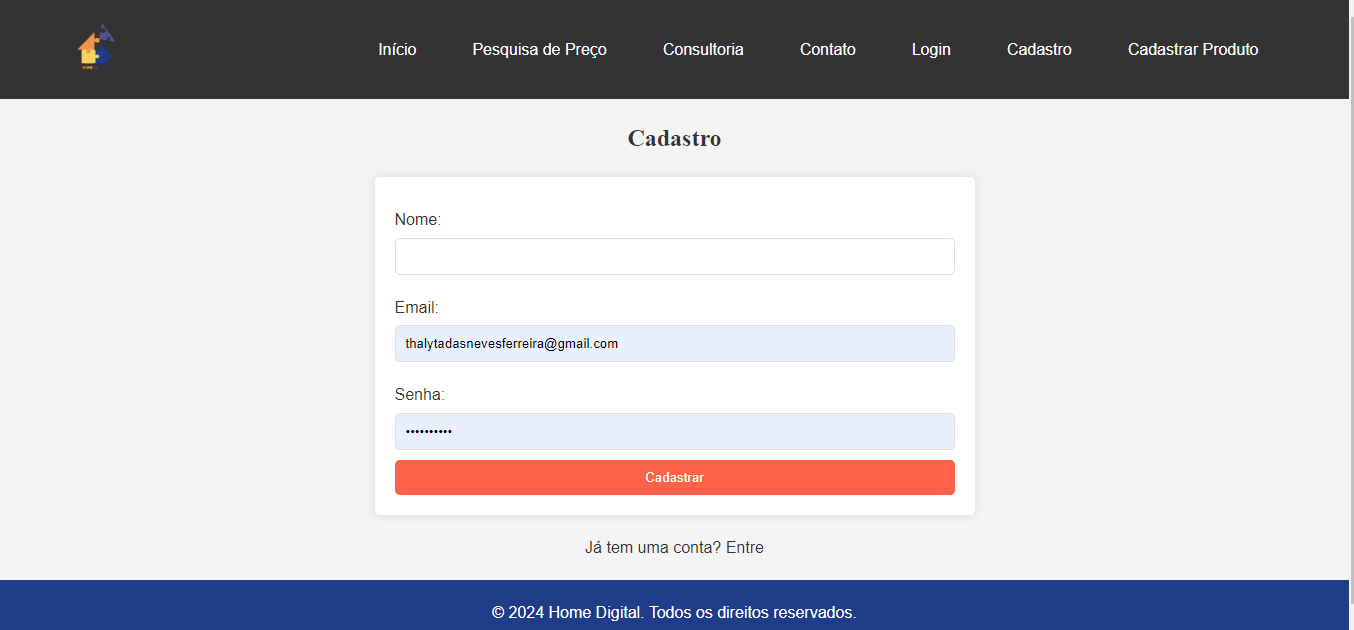 Início Pesquisa de Preço Consultoria Contato Login Cadastro Cadastrar Produto
Cadastro
Nome:
Email:
thalytadasnevesferreira@gmail.com
Senha:
••••••••••
Cadastrar
Já tem uma conta? Entre
© 2024 Home Digital. Todos os direitos reservados.